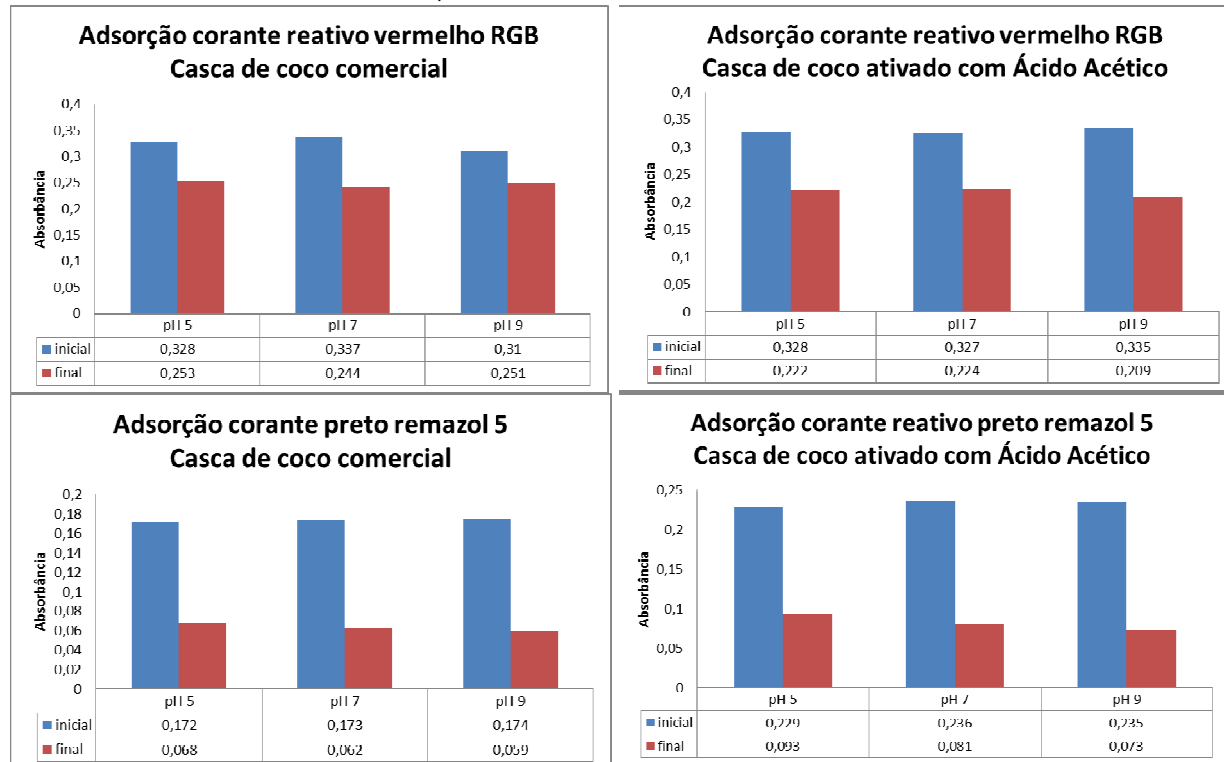 Adsorção corante reativo vermelho RGB
Casca de coco comercial
Absorbância
0,4
0,35
0,3
0,25
0,2
0,15
0,1
0,05
0
pH 5 pH 7 pH 9
inicial 0,328 0,337 0,31
final 0,253 0,244 0,251
Adsorção corante reativo vermelho RGB
Casca de coco ativado com Ácido Acético
Absorbância
0,4
0,35
0,3
0,25
0,2
0,15
0,1
0,05
0
pH 5 pH 7 pH 9
inicial 0,328 0,327 0,335
final 0,222 0,224 0,209
Adsorção corante preto remazol 5
Casca de coco comercial
Absorbância
0,2
0,18
0,16
0,14
0,12
0,1
0,08
0,06
0,04
0,02
0
pH 5 pH 7 pH 9
inicial 0,172 0,173 0,174
final 0,068 0,062 0,059
Adsorção corante reativo preto remazol 5
Casca de coco ativado com Ácido Acético
Absorbância
0,25
0,2
0,15
0,1
0,05
0
pH 5 pH 7 pH 9
inicial 0,229 0,236 0,235
final 0,093 0,081 0,073